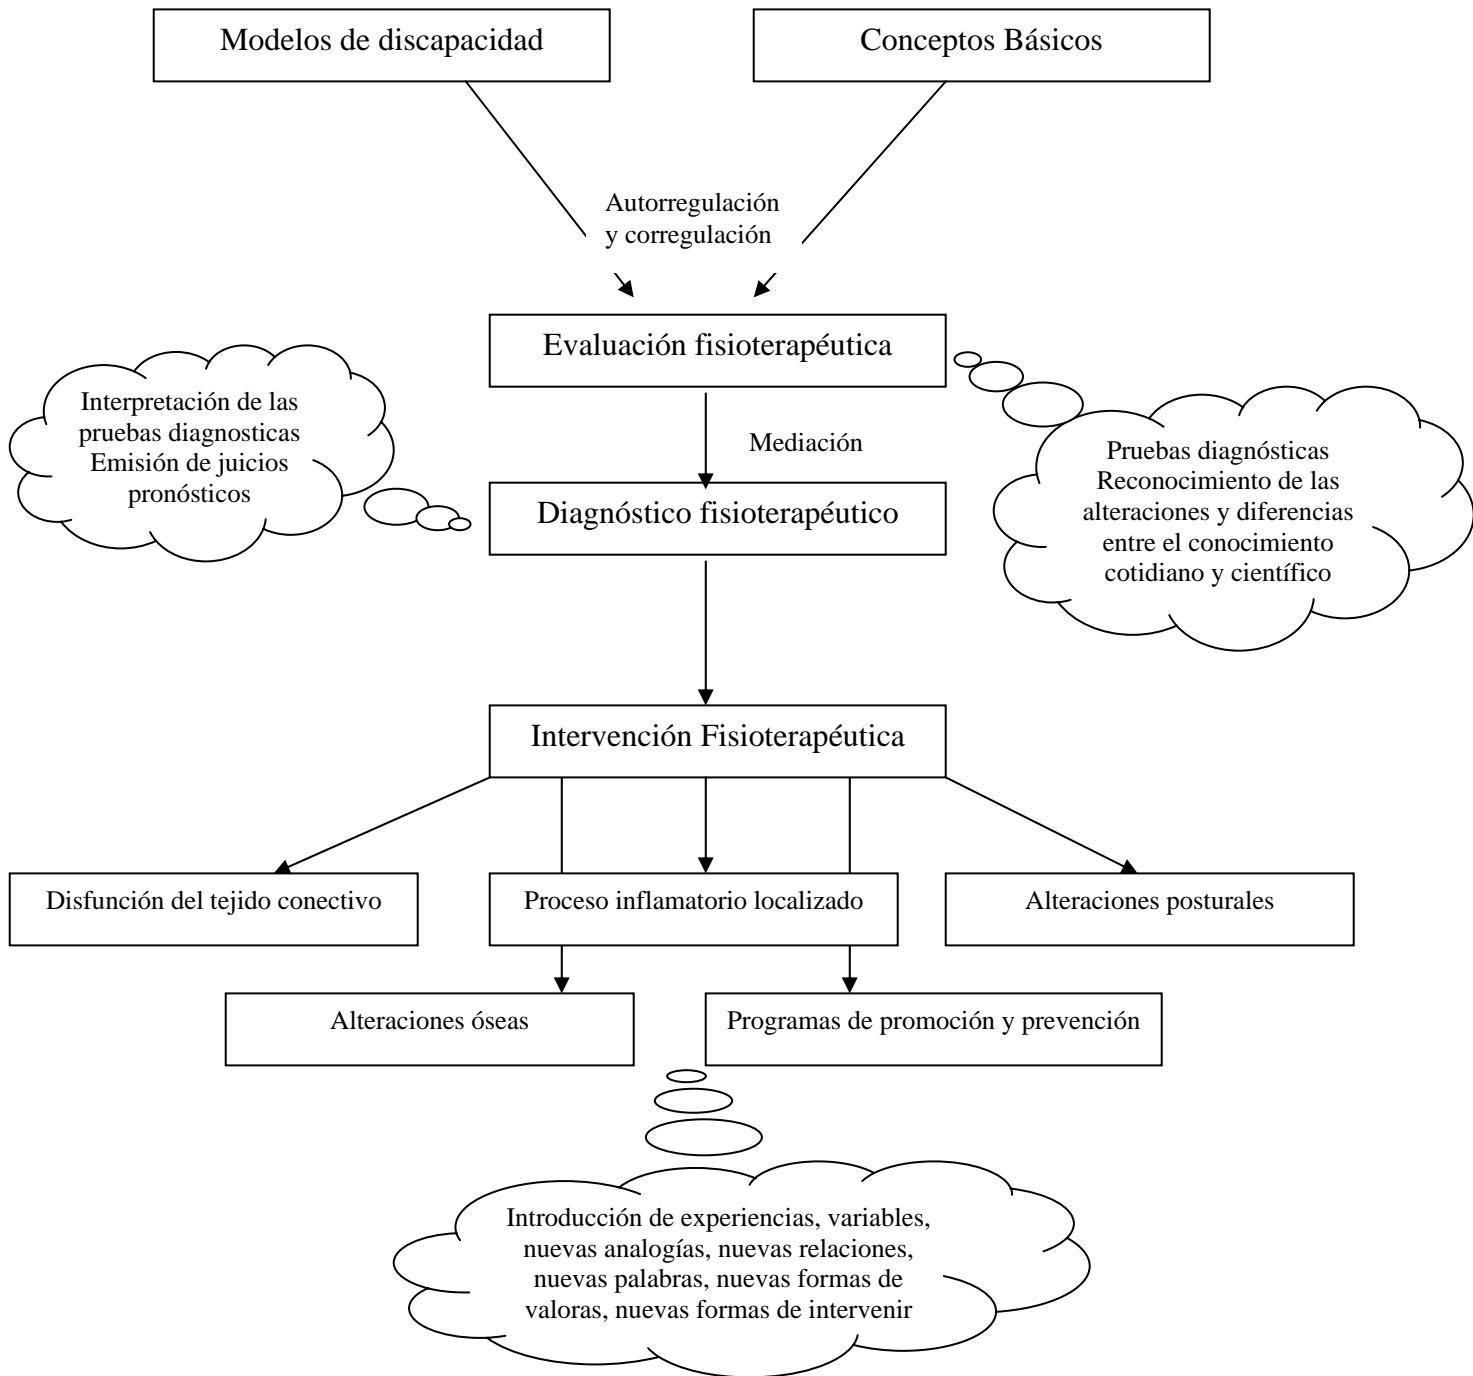 Modelos de discapacidad
Conceptos Básicos
Autorregulación
y corregulación
Evaluación fisioterapéutica
Interpretación de las
pruebas diagnosticas
Emisión de juicios
pronósticos
Mediación
Pruebas diagnósticas
Reconocimiento de las
alteraciones y diferencias
entre el conocimiento
cotidiano y científico
Diagnóstico fisioterapéutico
Intervención Fisioterapéutica
Disfunción del tejido conectivo
Proceso inflamatorio localizado
Alteraciones posturales
Alteraciones óseas
Programas de promoción y prevención
Introducción de experiencias, variables,
nuevas analogías, nuevas relaciones,
nuevas palabras, nuevas formas de
valoras, nuevas formas de intervenir